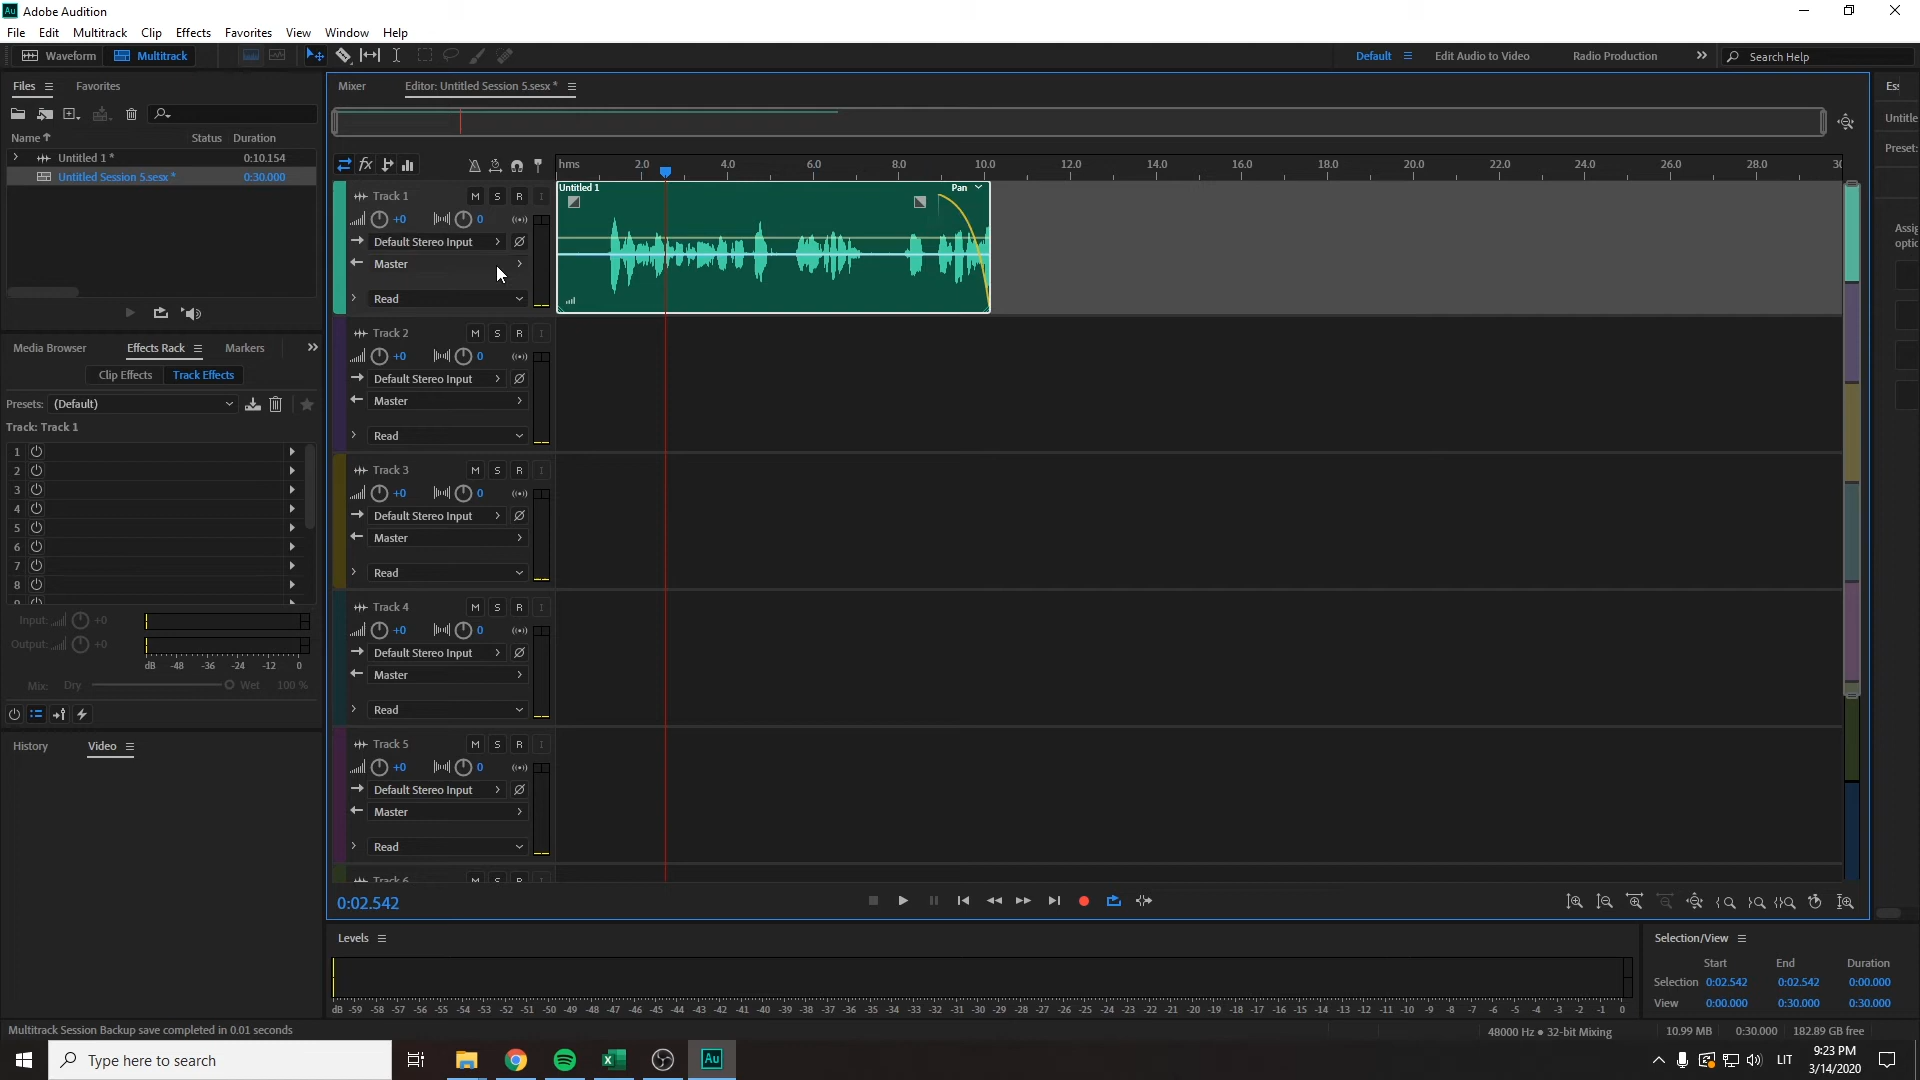 Au Adobe Audition
File Edit Multitrack Clip Effects Favorites View Window Help
Waveform Multitrack Default Edit Audio to Video Radio Production Search Help
Files Favorites Mixer Editor: Untitled Session 5.sesx *
Name Status Duration
Untitled 1 * 0:10.154
Untitled Session 5.sesx * 0:30.000
Media Browser Effects Rack Markers
Clip Effects Track Effects
Presets: (Default)
Track: Track 1
1
2
3
4
5
6
7
8
Input: +0
Output: +0
dB -48 -36 -24 -12 0
Mix: Dry Wet 100 %
History Video
fx
hms 2.0 4.0 6.0 8.0 10.0 12.0 14.0 16.0 18.0 20.0 22.0 24.0 26.0 28.0 30
Untitled 1 Pan
Track 1 M S R I
+0 0
Default Stereo Input
Master
Read
Track 2 M S R I
+0 0
Default Stereo Input
Master
Read
Track 3 M S R I
+0 0
Default Stereo Input
Master
Read
Track 4 M S R I
+0 0
Default Stereo Input
Master
Read
Track 5 M S R I
+0 0
Default Stereo Input
Master
Read
Track 6 M S R I
0:02.542
Levels
dB -59 -58 -57 -56 -55 -54 -53 -52 -51 -50 -49 -48 -47 -46 -45 -44 -43 -42 -41 -40 -39 -38 -37 -36 -35 -34 -33 -32 -31 -30 -29 -28 -27 -26 -25 -24 -23 -22 -21 -20 -19 -18 -17 -16 -15 -14 -13 -12 -11 -10 -9 -8 -7 -6 -5 -4 -3 -2 -1 0
Selection/View
Start End Duration
Selection 0:02.542 0:02.542 0:00.000
View 0:00.000 0:30.000 0:30.000
Es
Untitle
Preset:
Assig
optic
Multitrack Session Backup save completed in 0.01 seconds 48000 Hz ● 32-bit Mixing 10.99 MB 0:30.000 182.89 GB free
Type here to search Au LIT 9:23 PM
3/14/2020